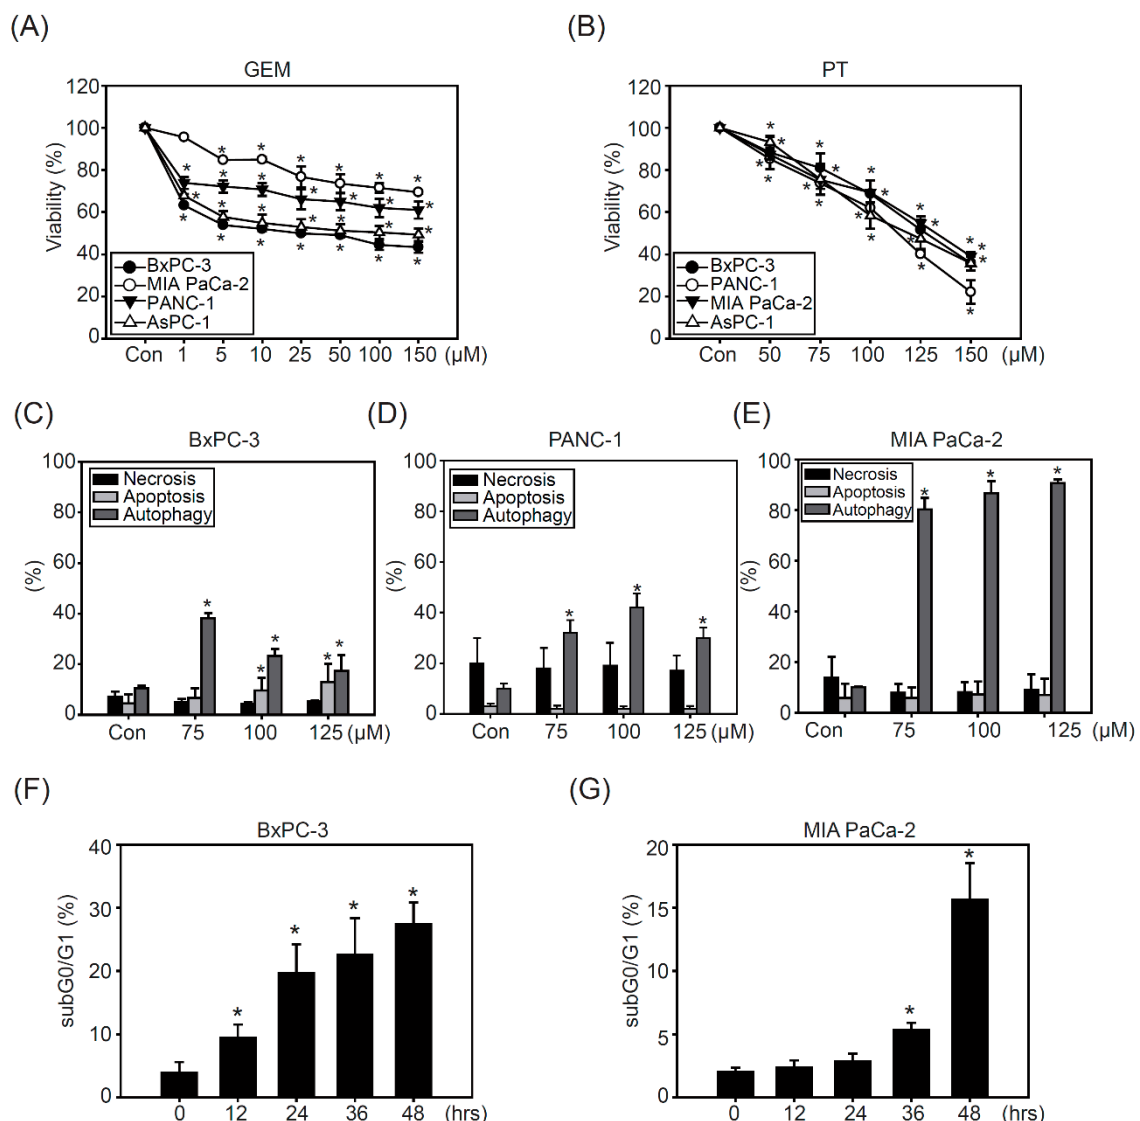 (A)
GEM
Viability (%)
120
100
80
60
40
20
0
BxPC-3
MIA PaCa-2
PANC-1
AsPC-1
Con 1 5 10 25 50 100 150 (µM)
(B)
PT
Viability (%)
120
100
80
60
40
20
0
BxPC-3
PANC-1
MIA PaCa-2
AsPC-1
Con 50 75 100 125 150 (µM)
(C)
BxPC-3
(%)
100
80
60
40
20
0
Necrosis
Apoptosis
Autophagy
Con 75 100 125 (µM)
(D)
PANC-1
(%)
100
80
60
40
20
0
Necrosis
Apoptosis
Autophagy
Con 75 100 125 (µM)
(E)
MIA PaCa-2
(%)
100
80
60
40
20
0
Necrosis
Apoptosis
Autophagy
Con 75 100 125 (µM)
(F)
BxPC-3
subG0/G1 (%)
40
30
20
10
0
0 12 24 36 48 (hrs)
(G)
MIA PaCa-2
subG0/G1 (%)
20
15
10
5
0
0 12 24 36 48 (hrs)